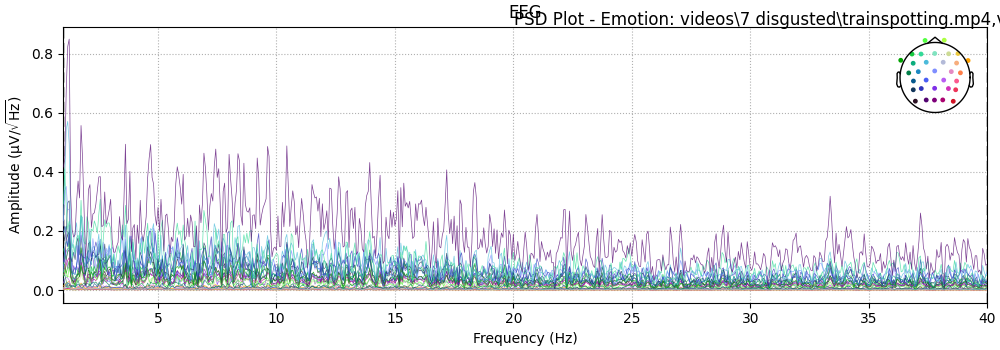 EEG
PSD Plot - Emotion: videos\7 disgusted\trainspotting.mp4,v
Amplitude (µV/√Hz)
0.8
0.6
0.4
0.2
0.0
5 10 15 20 25 30 35 40
Frequency (Hz)